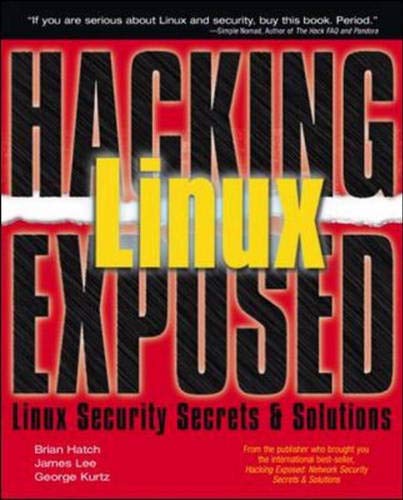 "If you are serious about Linux and security, buy this book. Period."
—Simple Nomad, Author of The Hack FAQ and Pandora
HACKING
Linux
EXPOSED
Linux Security Secrets & Solutions
Brian Hatch
James Lee
George Kurtz
From the publisher who brought you
the international best-seller,
Hacking Exposed: Network Security
Secrets & Solutions